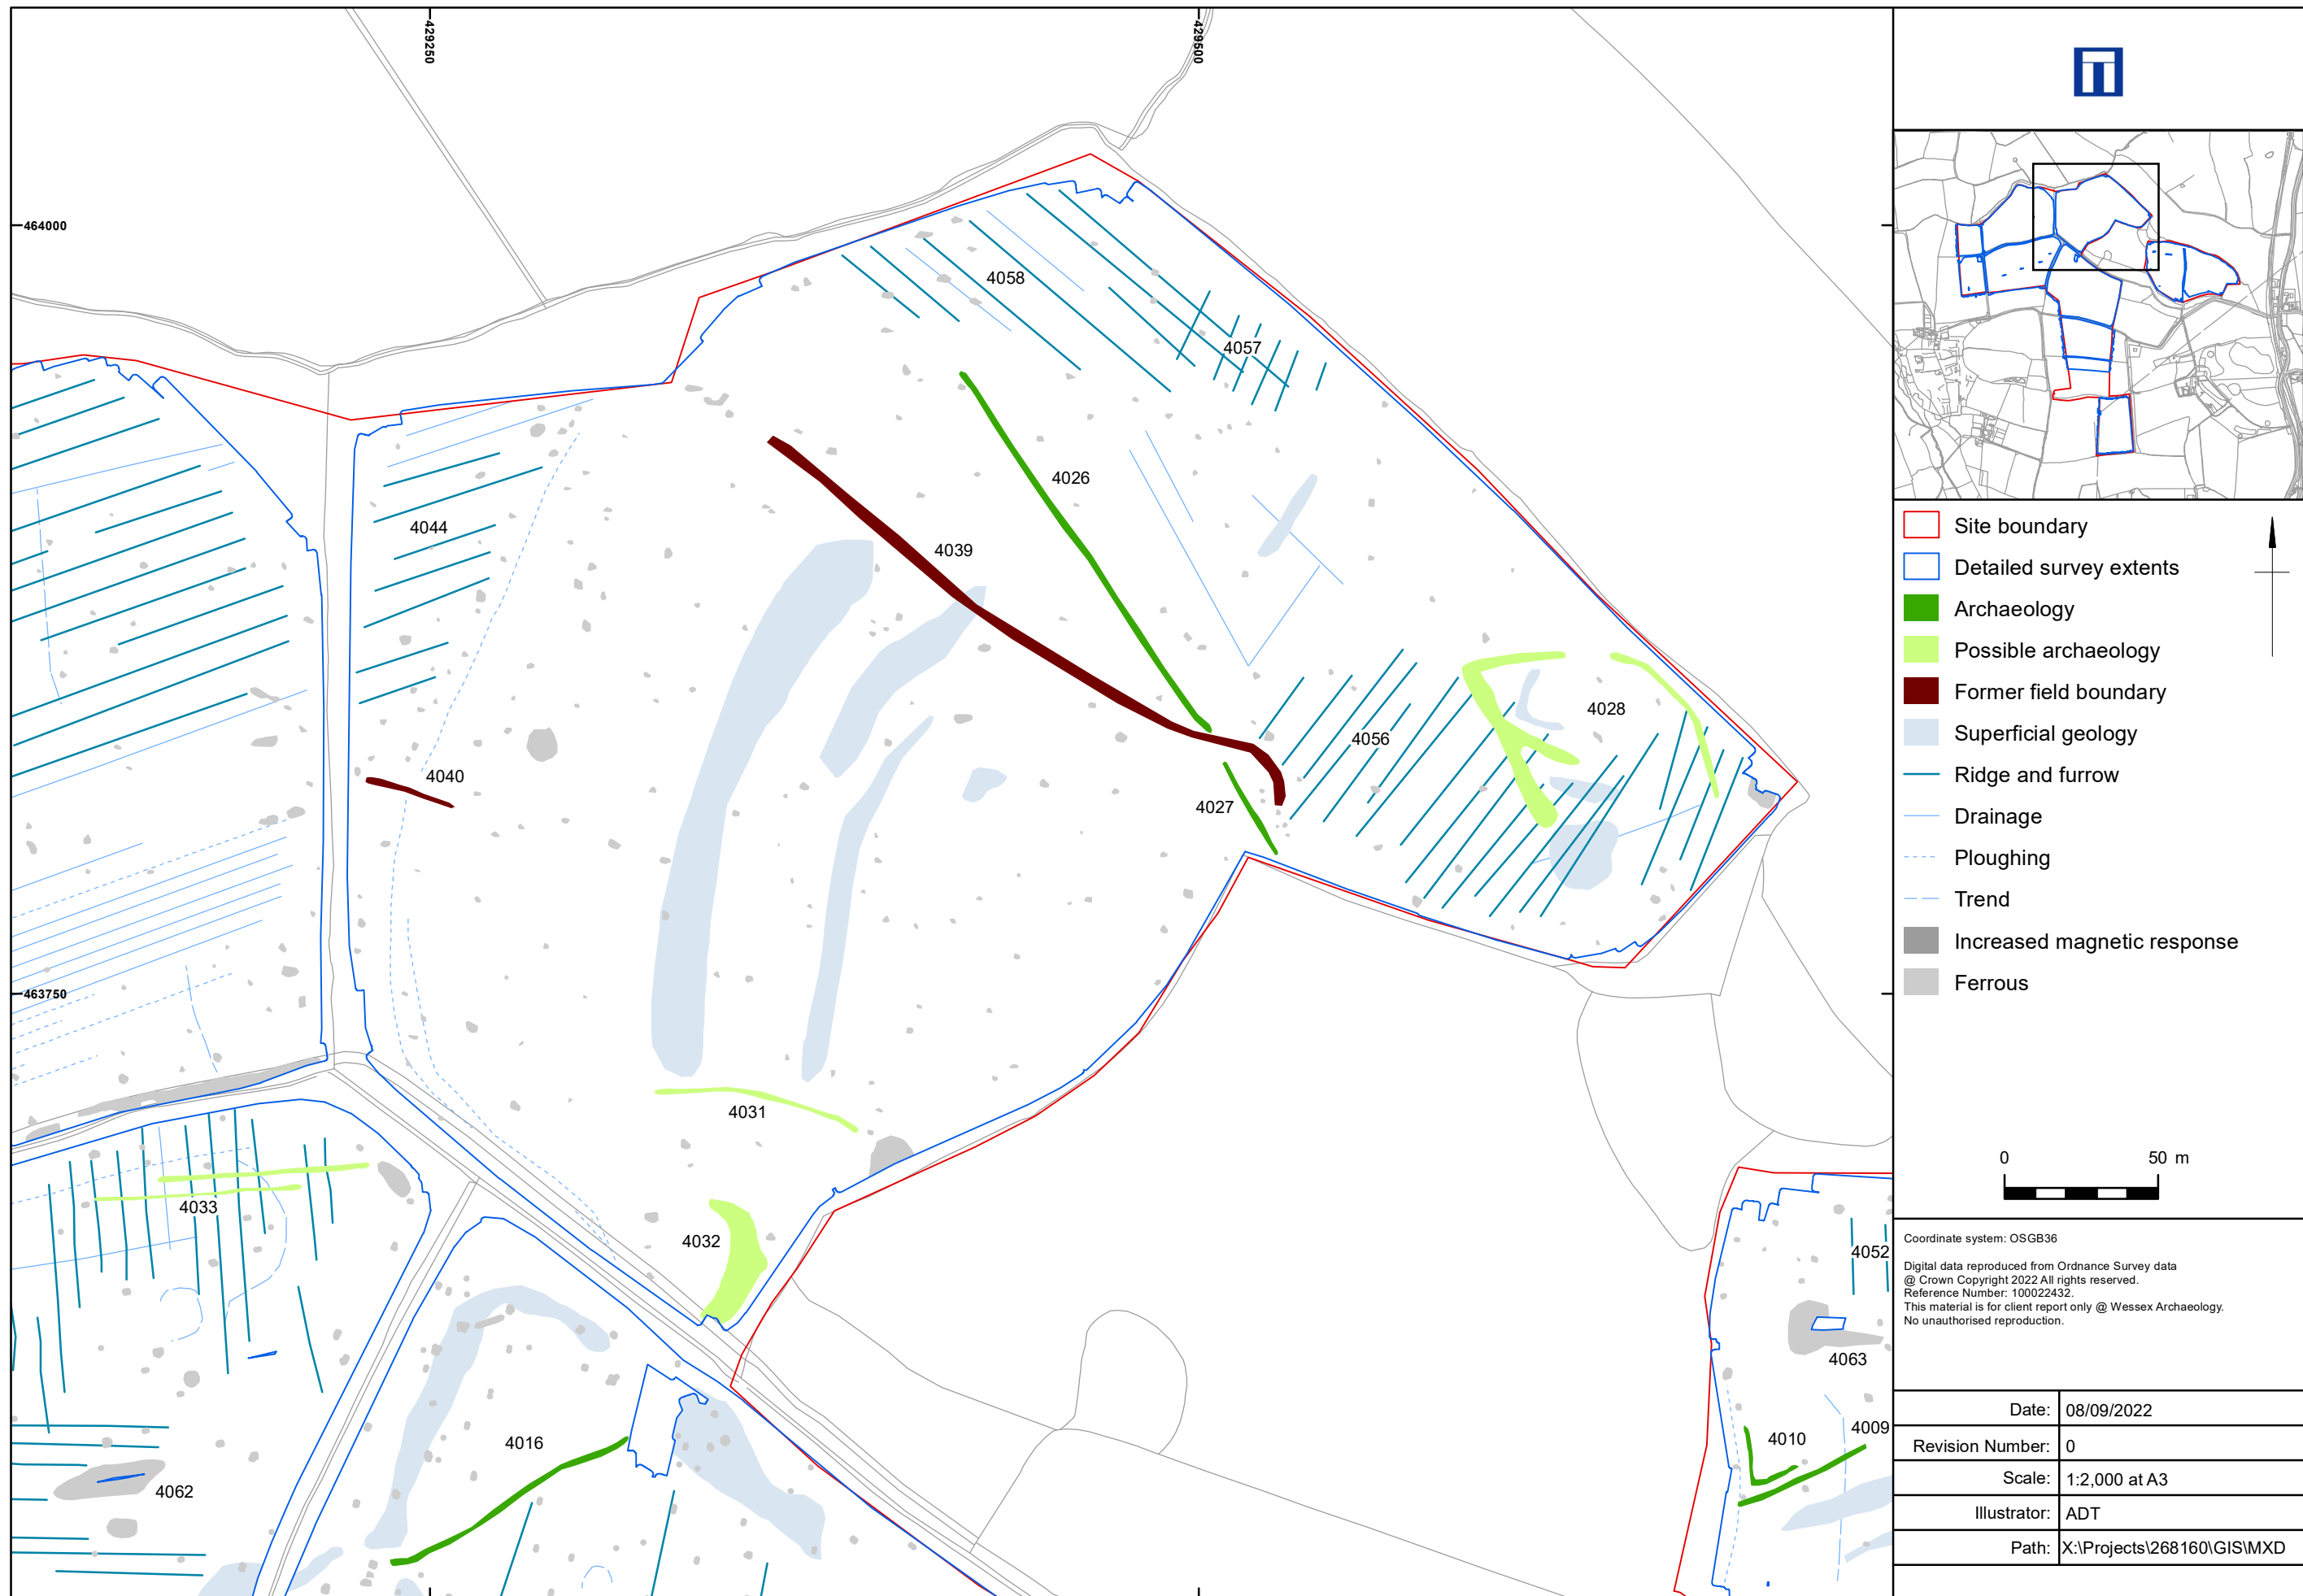 429250
429500
464000
4058
4057
4026
4044
4039
4028
4056
4040
4027
463750
4031
4033
4032
4052
4063
4016
4010
4009
4062
Site boundary
Detailed survey extents
Archaeology
Possible archaeology
Former field boundary
Superficial geology
Ridge and furrow
Drainage
Ploughing
Trend
Increased magnetic response
Ferrous
0 50 m
Coordinate system: OSGB36
Digital data reproduced from Ordnance Survey data
@ Crown Copyright 2022 All rights reserved.
Reference Number: 100022432.
This material is for client report only @ Wessex Archaeology.
No unauthorised reproduction.
Date: 08/09/2022
Revision Number: 0
Scale: 1:2,000 at A3
Illustrator: ADT
Path: X:\Projects\268160\GIS\MXD